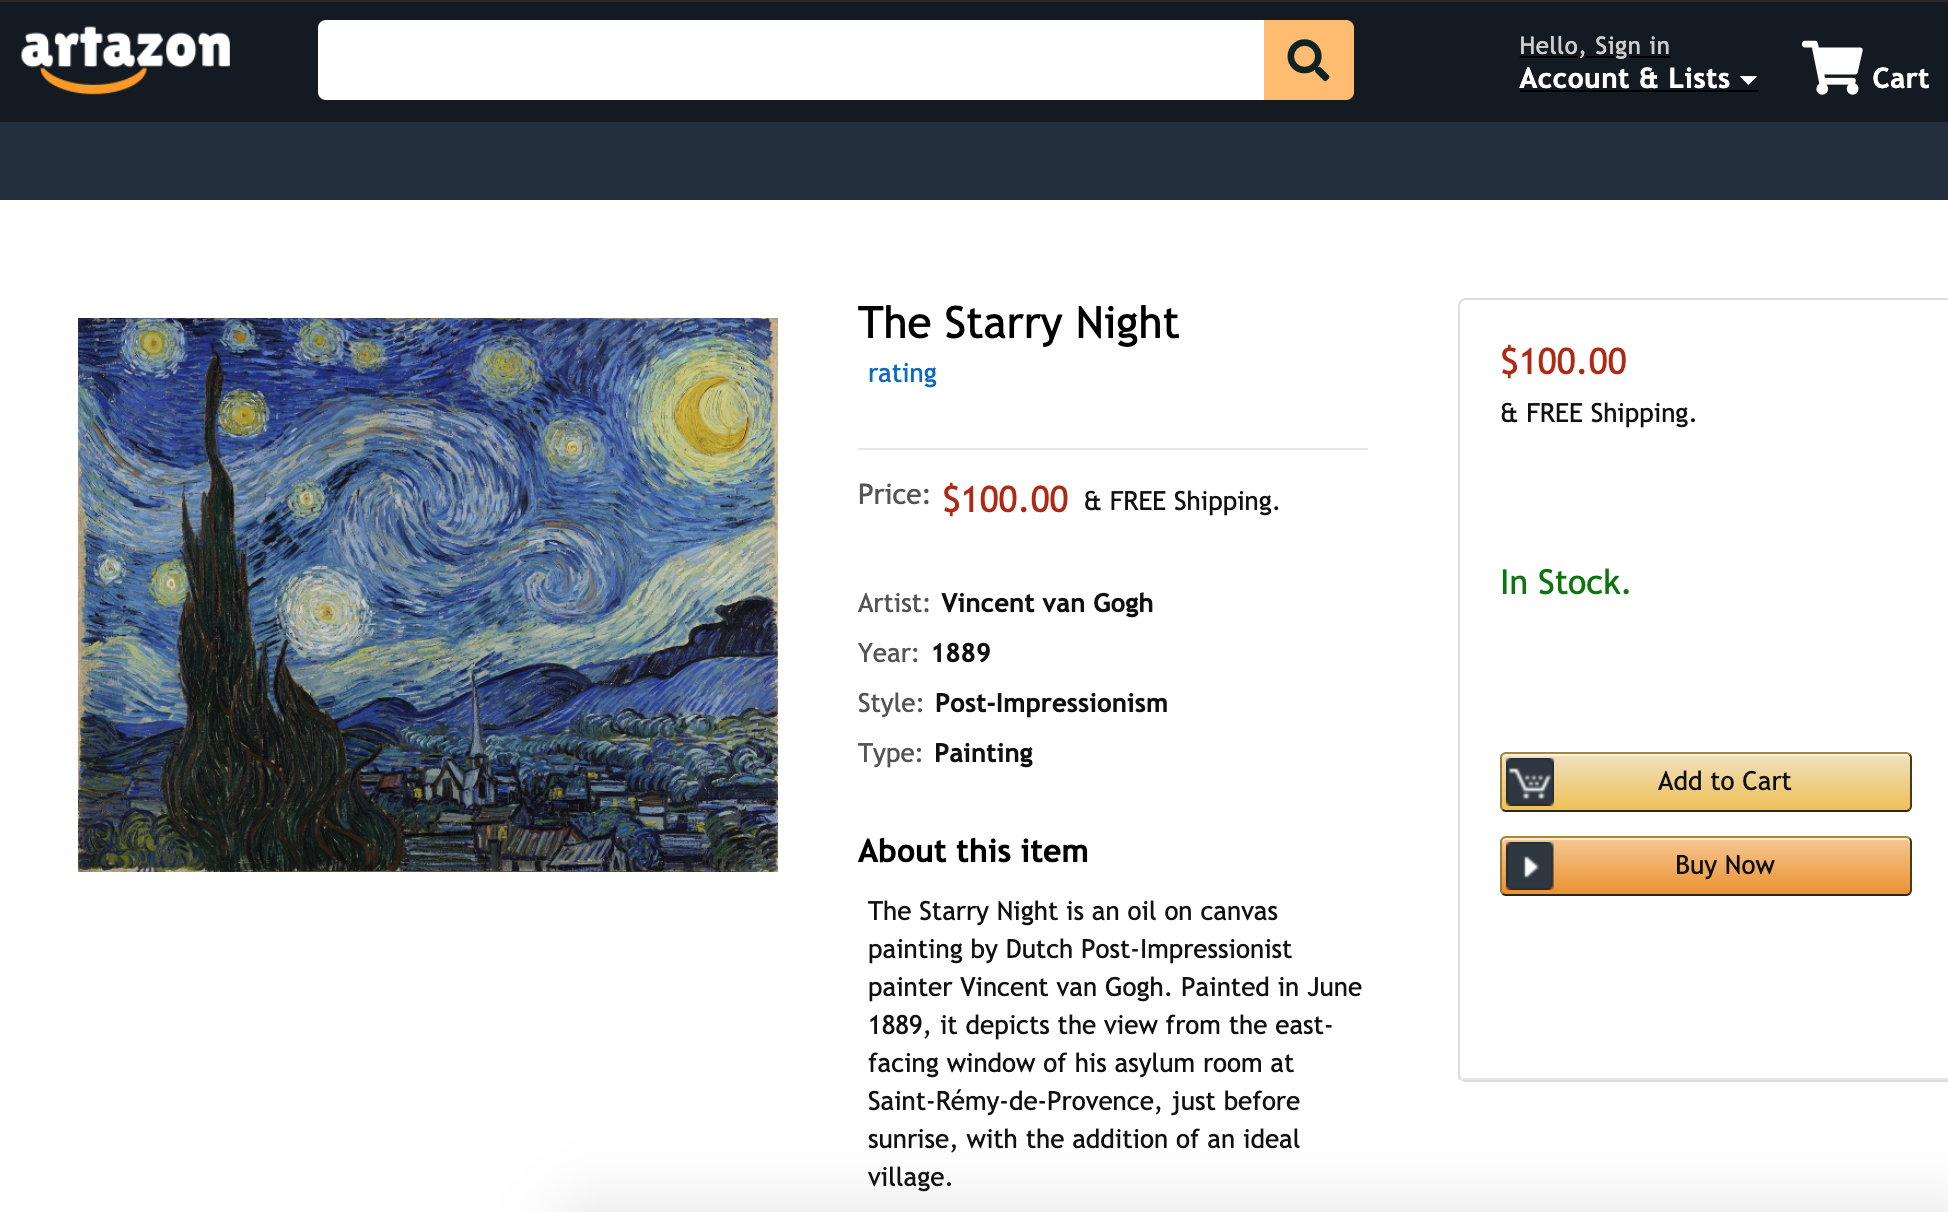 artazon
Hello, Sign in
Account & Lists
Cart
The Starry Night
rating
Price: $100.00 & FREE Shipping.
Artist: Vincent van Gogh
Year: 1889
Style: Post-Impressionism
Type: Painting
About this item
The Starry Night is an oil on canvas
painting by Dutch Post-Impressionist
painter Vincent van Gogh. Painted in June
1889, it depicts the view from the east-
facing window of his asylum room at
Saint-Rémy-de-Provence, just before
sunrise, with the addition of an ideal
village.
$100.00
& FREE Shipping.
In Stock.
Add to Cart
Buy Now